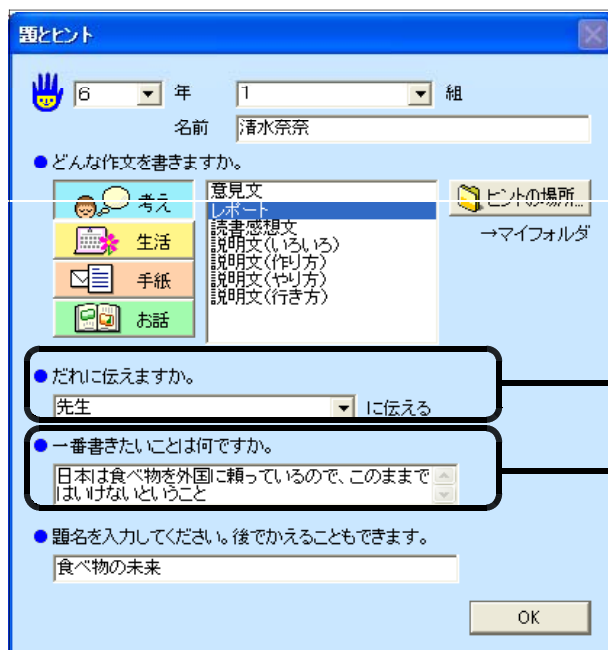 題とヒント
6 年 1 組
名前 清水奈奈
●どんな作文を書きますか。
考え
生活
手紙
お話
意見文
レポート
読書感想文
説明文(いろいろ)
説明文(作り方)
説明文(やり方)
説明文(行き方)
ヒントの場所...
→マイフォルダ
●だれに伝えますか。
先生 に伝える
●一番書きたいことは何ですか。
日本は食べ物を外国に頼っているので、このままで
はいけないということ
●題名を入力してください。後でかえることもできます。
食べ物の未来
OK